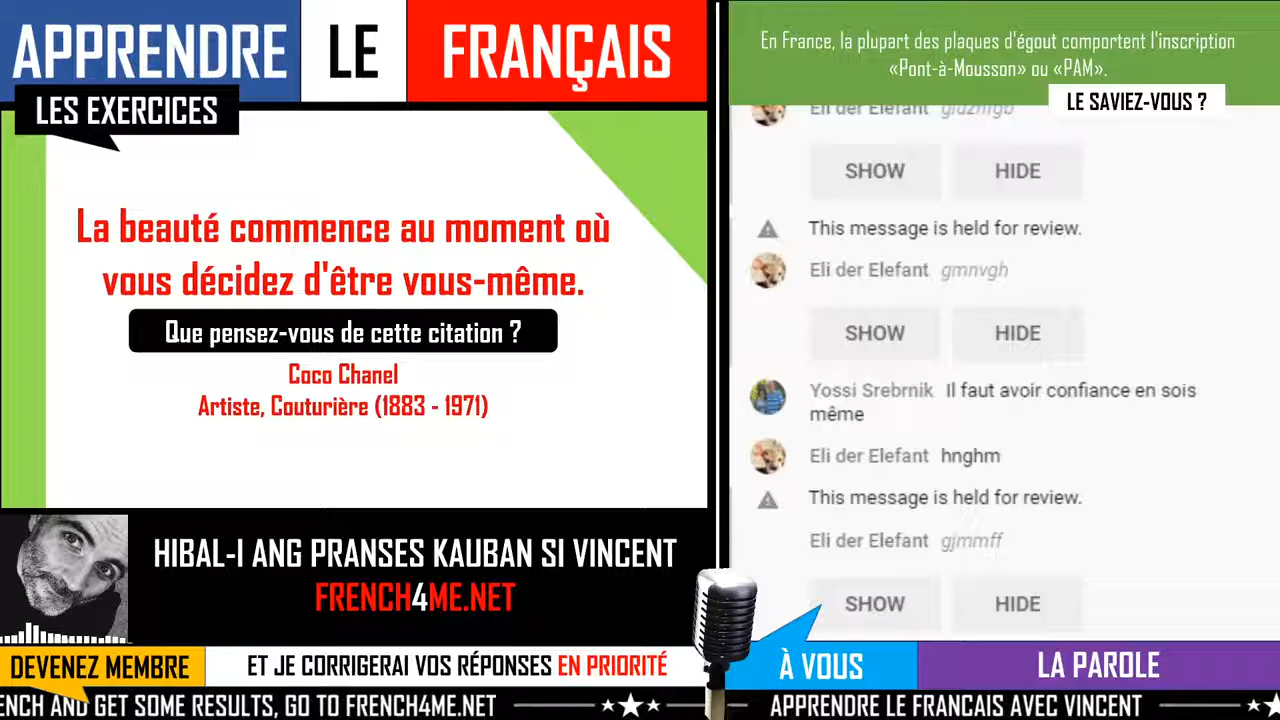 APPRENDRE LE FRANÇAIS
LES EXERCICES
La beauté commence au moment où
vous décidez d'être vous-même.
Que pensez-vous de cette citation ?
Coco Chanel
Artiste, Couturière (1883 - 1971)
HIBAL-I ANG PRANSES KAUBAN SI VINCENT
FRENCH4ME.NET
DEVENEZ MEMBRE
ET JE CORRIGERAI VOS RÉPONSES EN PRIORITÉ
En France, la plupart des plaques d'égout comportent l'inscription
«Pont-à-Mousson» ou «PAM».
LE SAVIEZ-VOUS ?
Eli der Elefant
SHOW HIDE
This message is held for review.
Eli der Elefant gmnvgh
SHOW HIDE
Yossi Srebrnik Il faut avoir confiance en sois
même
Eli der Elefant hnghm
This message is held for review.
Eli der Elefant gjmmff
SHOW HIDE
À VOUS LA PAROLE
ENCH AND GET SOME RESULTS, GO TO FRENCH4ME.NET
APPRENDRE LE FRANCAIS AVEC VINCENT